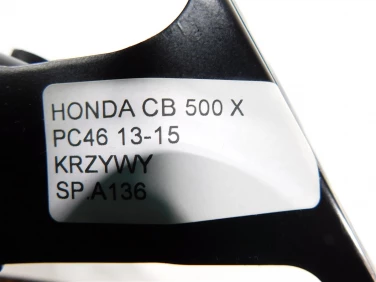 HONDA CB 500 X
PC46 13-15
KRZYWY
SP.A136